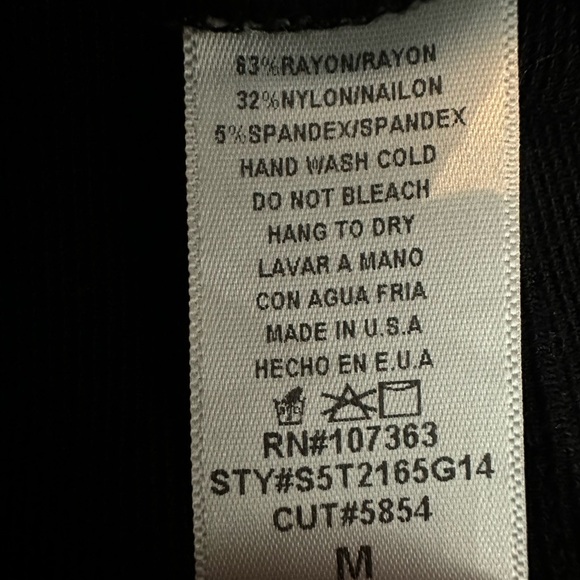 63%RAYON/RAYON
32%NYLON/NAILON
5%SPANDEX/SPANDEX
HAND WASH COLD
DO NOT BLEACH
HANG TO DRY
LAVAR A MANO
CON AGUA FRIA
MADE IN U.S.A
HECHO EN E.U.A
RN#107363
STY#S5T2165G14
CUT#5854
M